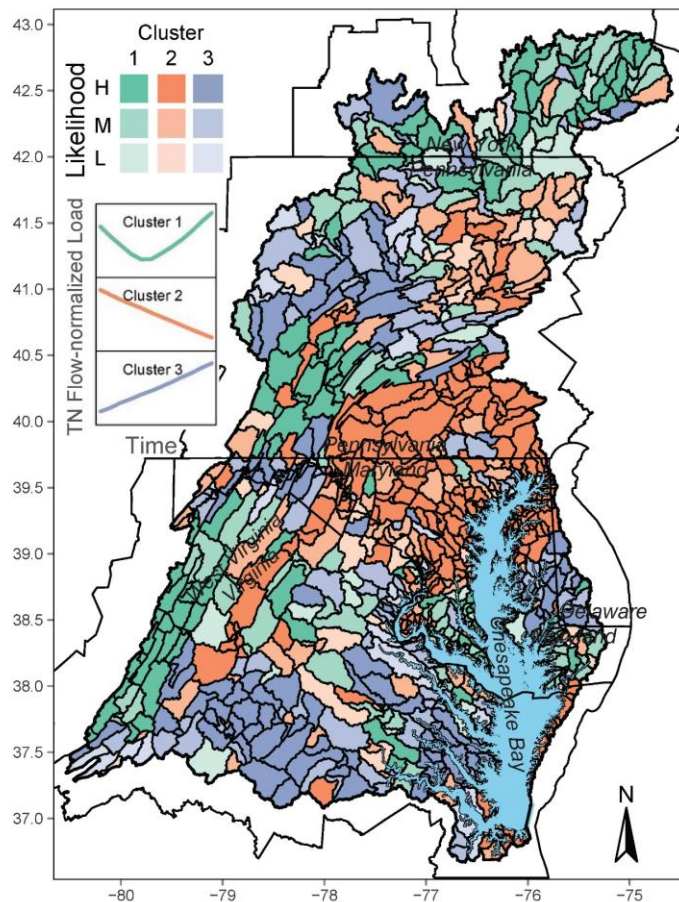 43.0
42.5
42.0
41.5
41.0
40.5
40.0
39.5
39.0
38.5
38.0
37.5
37.0
Cluster
1 2 3
Likelihood
H
M
L
TN Flow-normalized Load
Cluster 1
Cluster 2
Cluster 3
Time
New York
Pennsylvania
Pennsylvania
Maryland
West Virginia
Virginia
Delaware
Maryland
Chesapeake Bay
N
−80 −79 −78 −77 −76 −75